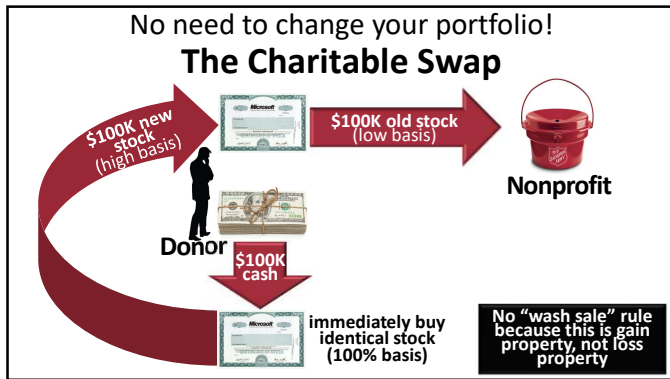 No need to change your portfolio!
The Charitable Swap
$100K new
stock
(high basis)
Microsoft
$100K old stock
(low basis)
Nonprofit
Donor
$100K
cash
Microsoft
immediately buy
identical stock
(100% basis)
No “wash sale” rule
because this is gain
property, not loss
property